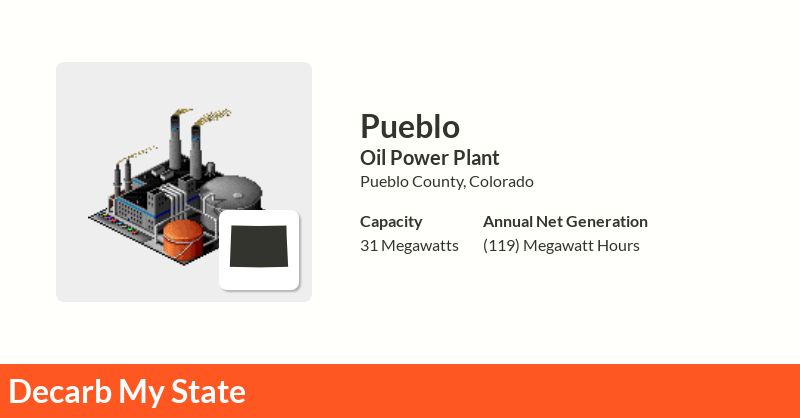 Pueblo
Oil Power Plant
Pueblo County, Colorado
Capacity
31 Megawatts
Annual Net Generation
(119) Megawatt Hours
Decarb My State